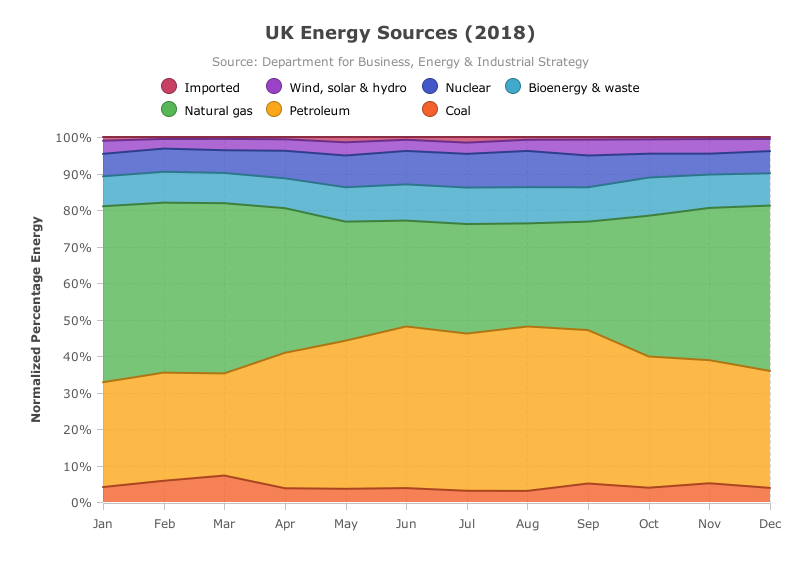 UK Energy Sources (2018)
Source: Department for Business, Energy & Industrial Strategy
Imported Wind, solar & hydro Nuclear Bioenergy & waste
Natural gas Petroleum Coal
Normalized Percentage Energy
100%
90%
80%
70%
60%
50%
40%
30%
20%
10%
0%
Jan Feb Mar Apr May Jun Jul Aug Sep Oct Nov Dec